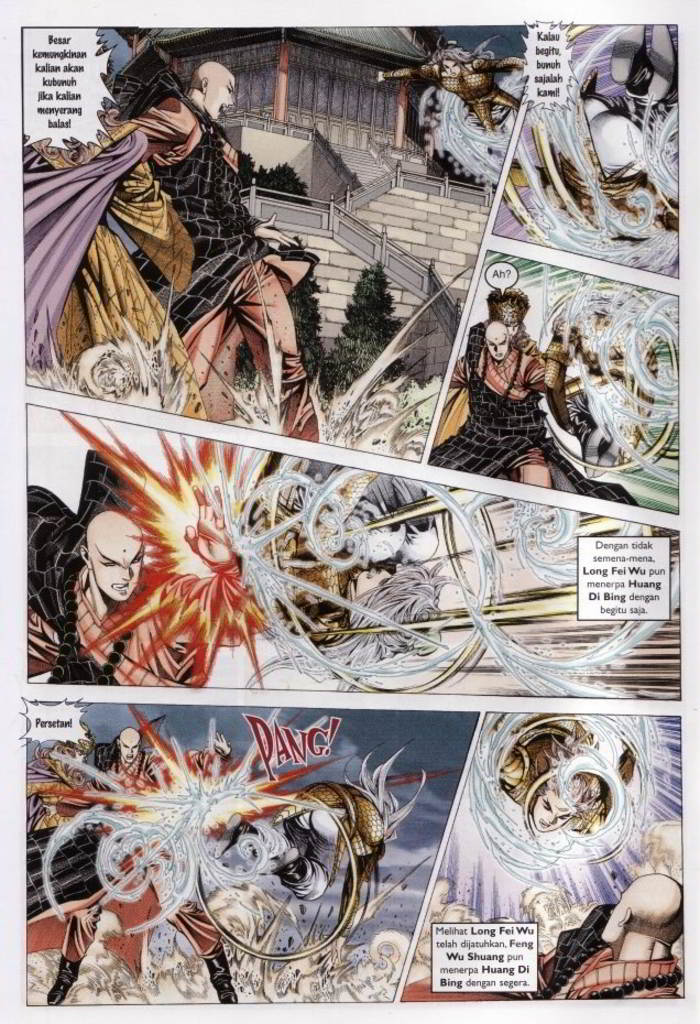 Besar
kemungkinan
kalian akan
kubunuh
jika kalian
menyerang
balas!
Kalau
begitu,
bunuh
sajalah
kami!
Ah?
Dengan tidak
semena-mena,
Long Fei Wu pun
menerpa Huang
Di Bing dengan
begitu saja.
Persetan!
PANG!
Melihat Long Fei Wu
telah dijatuhkan, Feng
Wu Shuang pun
menerpa Huang Di
Bing dengan segera.